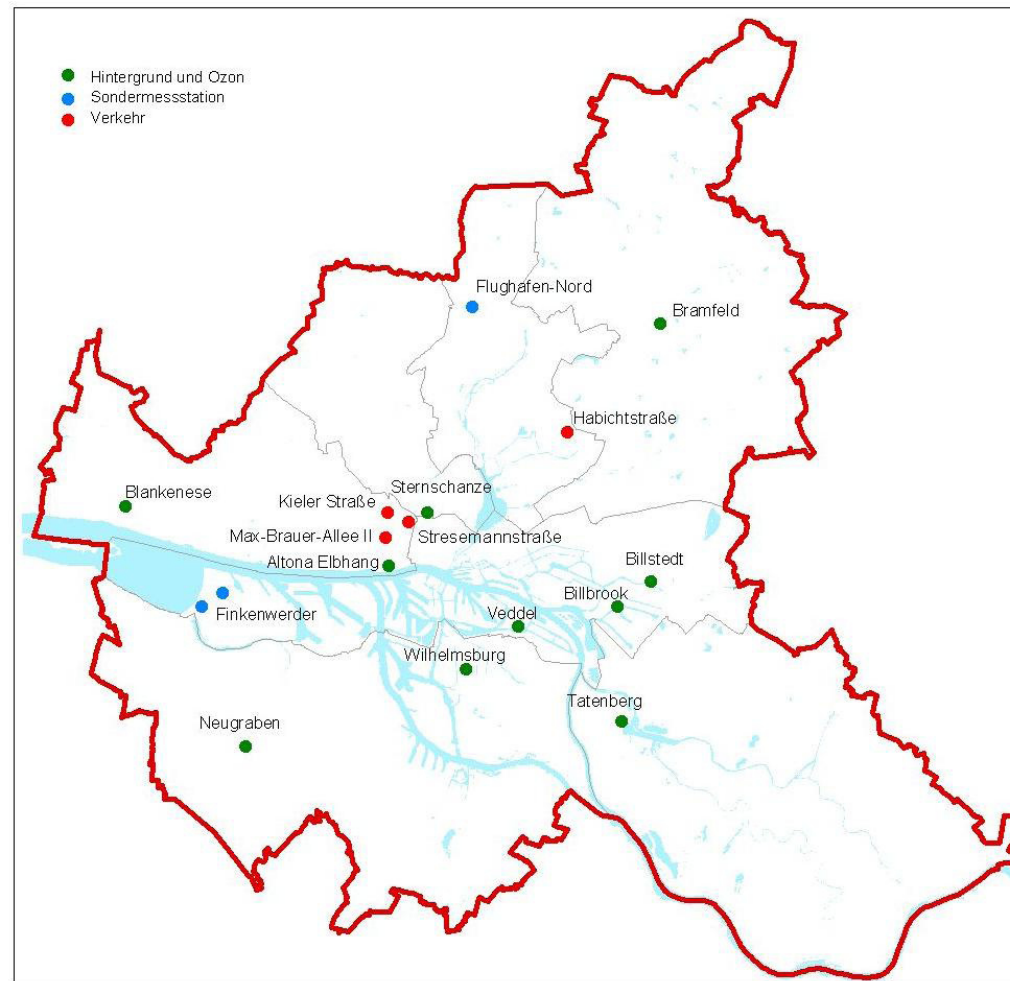 Hintergrund und Ozon
Sondermessstation
Verkehr
Flughafen-Nord
Bramfeld
Habichtstraße
Blankenese
Sternschanze
Kieler Straße
Max-Brauer-Allee II
Stresemannstraße
Altona Elbhang
Billstedt
Billbrook
Finkenwerder
Veddel
Wilhelmsburg
Tatenberg
Neugraben